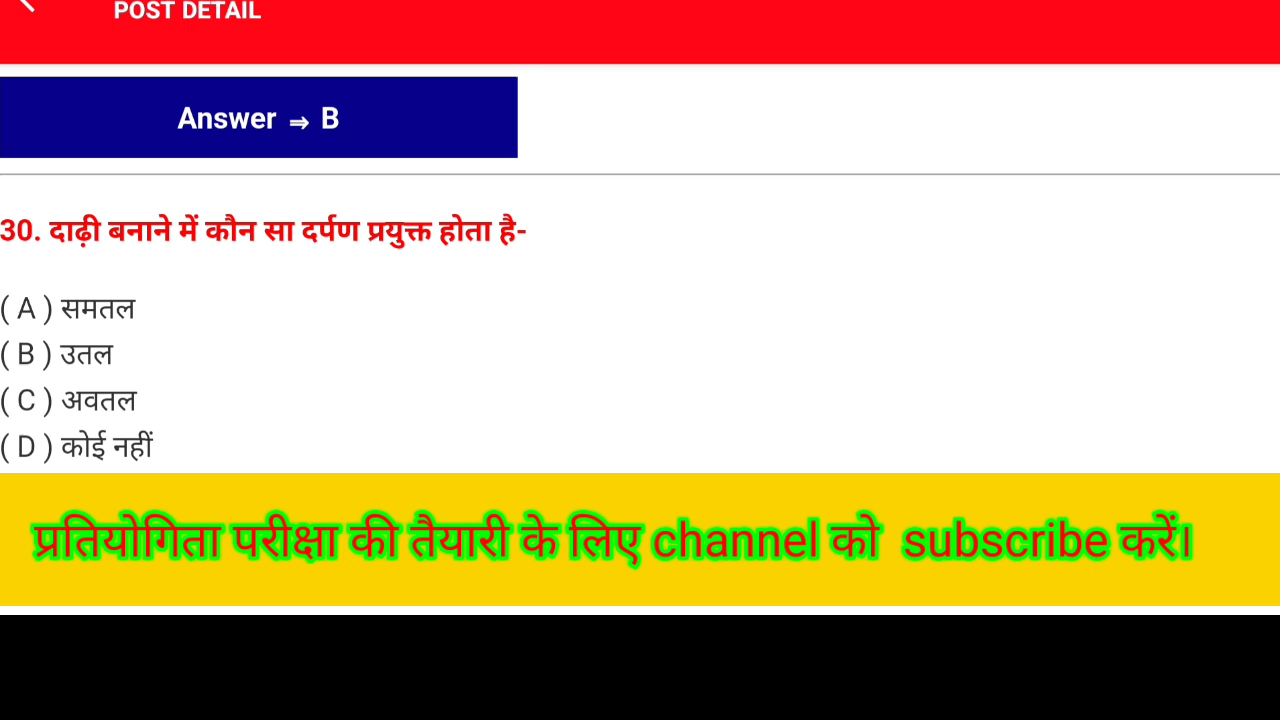 POST DETAIL
Answer ⇒ B
30. दाढ़ी बनाने में कौन सा दर्पण प्रयुक्त होता है-
( A ) समतल
( B ) उतल
( C ) अवतल
( D ) कोई नहीं
प्रतियोगिता परीक्षा की तैयारी के लिए channel को subscribe करें।